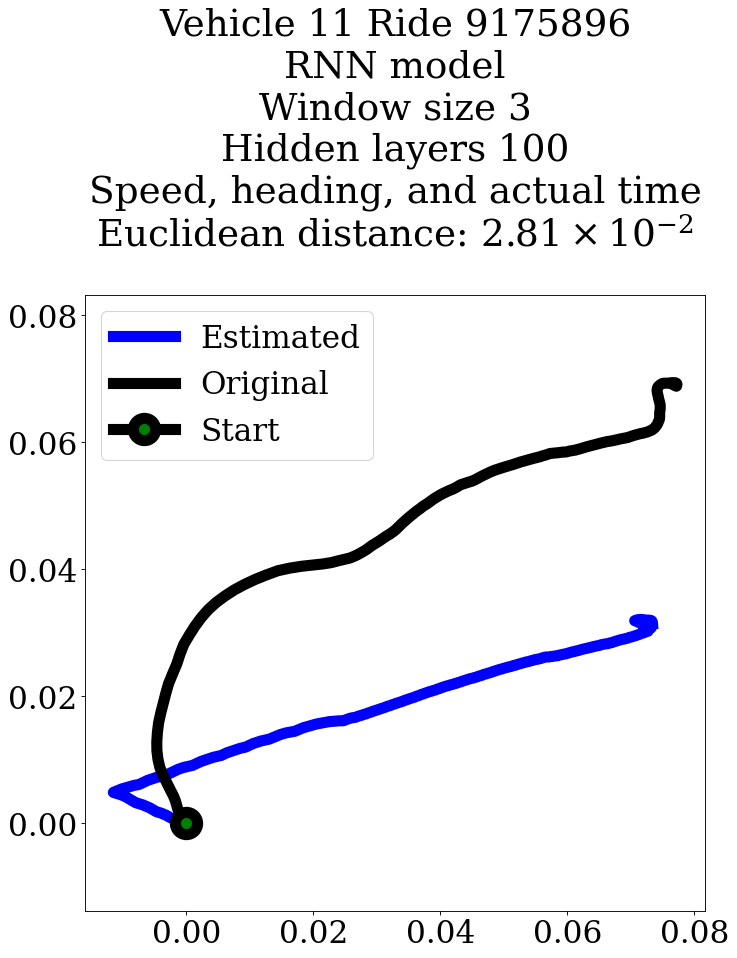 Vehicle 11 Ride 9175896
RNN model
Window size 3
Hidden layers 100
Speed, heading, and actual time
Euclidean distance: 2.81 × 10⁻²
0.08
0.06
0.04
0.02
0.00
Estimated
Original
Start
0.00 0.02 0.04 0.06 0.08